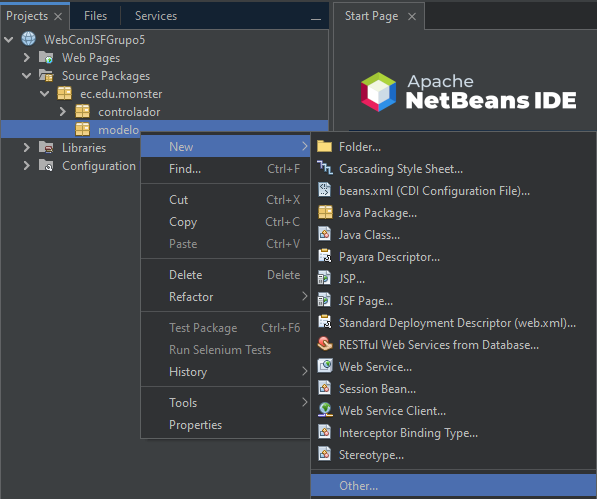 Projects × Files Services
Start Page ×
WebConJSFGrupo5
Web Pages
Source Packages
ec.edu.monster
controlador
modelo
Libraries
Configuration
Apache
NetBeans IDE
New
Find... Ctrl+F
Cut Ctrl+X
Copy Ctrl+C
Paste Ctrl+V
Delete Delete
Refactor
Test Package Ctrl+F6
Run Selenium Tests
History
Tools
Properties
Folder...
Cascading Style Sheet...
beans.xml (CDI Configuration File)...
Java Package...
Java Class...
Payara Descriptor...
JSP...
JSF Page...
Standard Deployment Descriptor (web.xml)...
RESTful Web Services from Database...
Web Service...
Session Bean...
Web Service Client...
Interceptor Binding Type...
Stereotype...
Other...